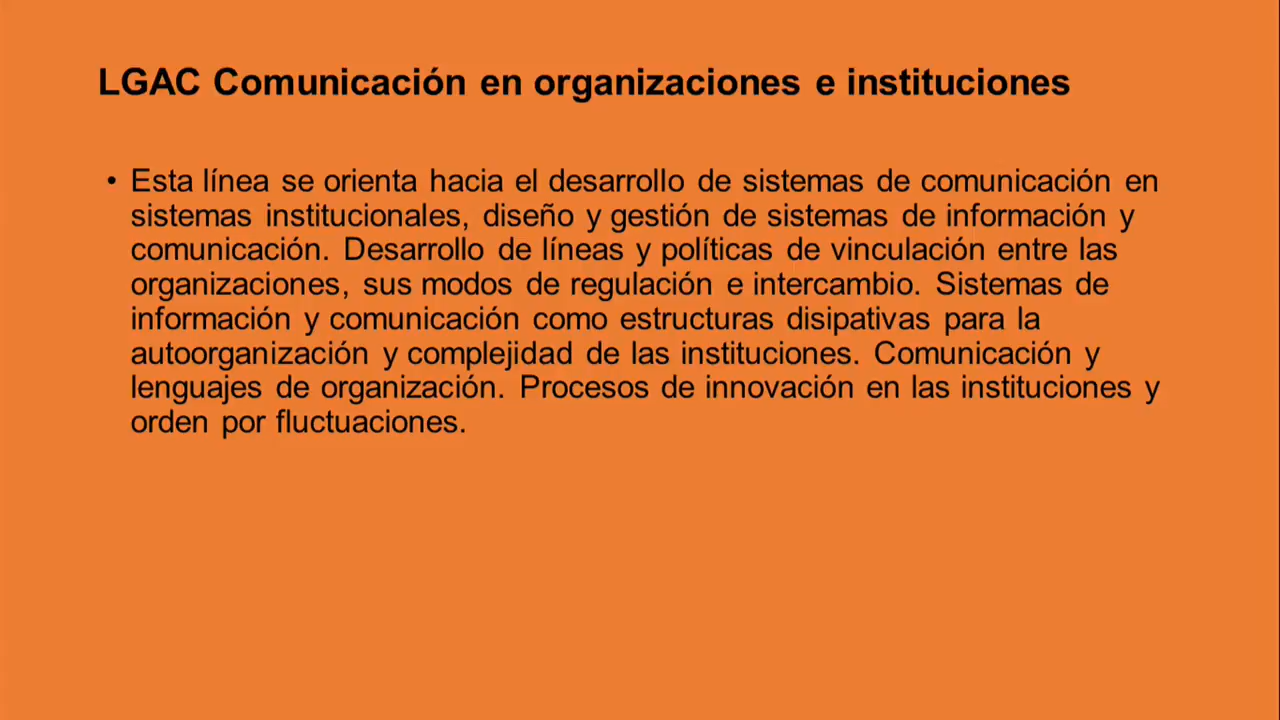 LGAC Comunicación en organizaciones e instituciones
• Esta línea se orienta hacia el desarrollo de sistemas de comunicación en
sistemas institucionales, diseño y gestión de sistemas de información y
comunicación. Desarrollo de líneas y políticas de vinculación entre las
organizaciones, sus modos de regulación e intercambio. Sistemas de
información y comunicación como estructuras disipativas para la
autoorganización y complejidad de las instituciones. Comunicación y
lenguajes de organización. Procesos de innovación en las instituciones y
orden por fluctuaciones.